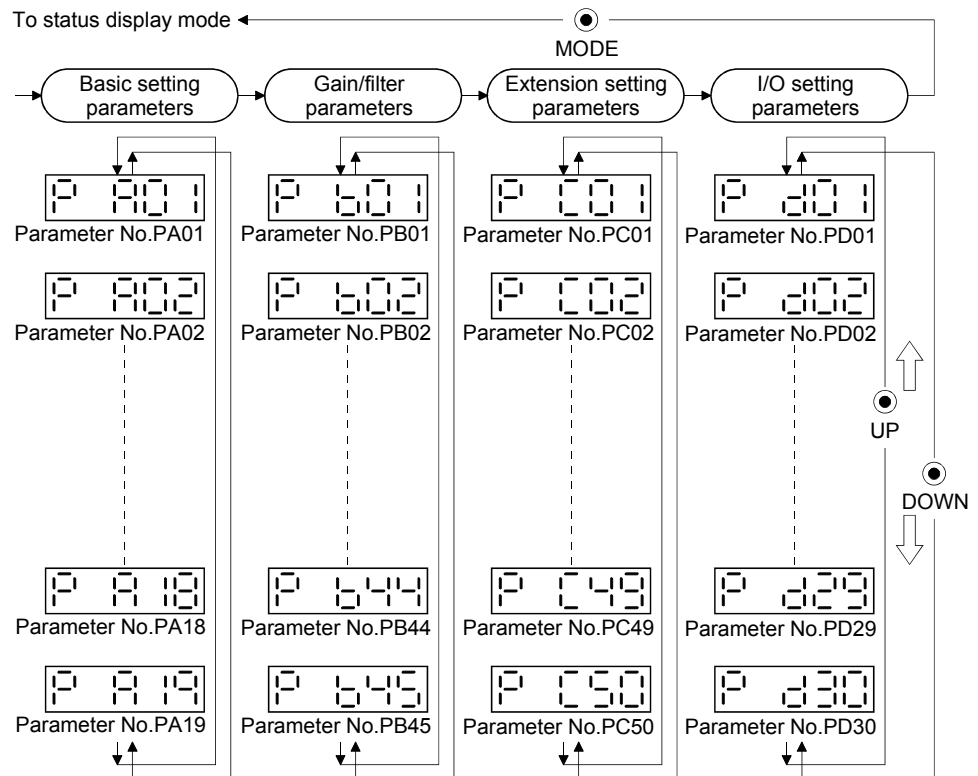 To status display mode
MODE
Basic setting
parameters
Gain/filter
parameters
Extension setting
parameters
I/O setting
parameters
P A01
P b01
P C01
P d01
Parameter No.PA01
Parameter No.PB01
Parameter No.PC01
Parameter No.PD01
P A02
P b02
P C02
P d02
Parameter No.PA02
Parameter No.PB02
Parameter No.PC02
Parameter No.PD02
UP
DOWN
P A18
P b44
P C49
P d29
Parameter No.PA18
Parameter No.PB44
Parameter No.PC49
Parameter No.PD29
P A19
P b45
P C50
P d30
Parameter No.PA19
Parameter No.PB45
Parameter No.PC50
Parameter No.PD30